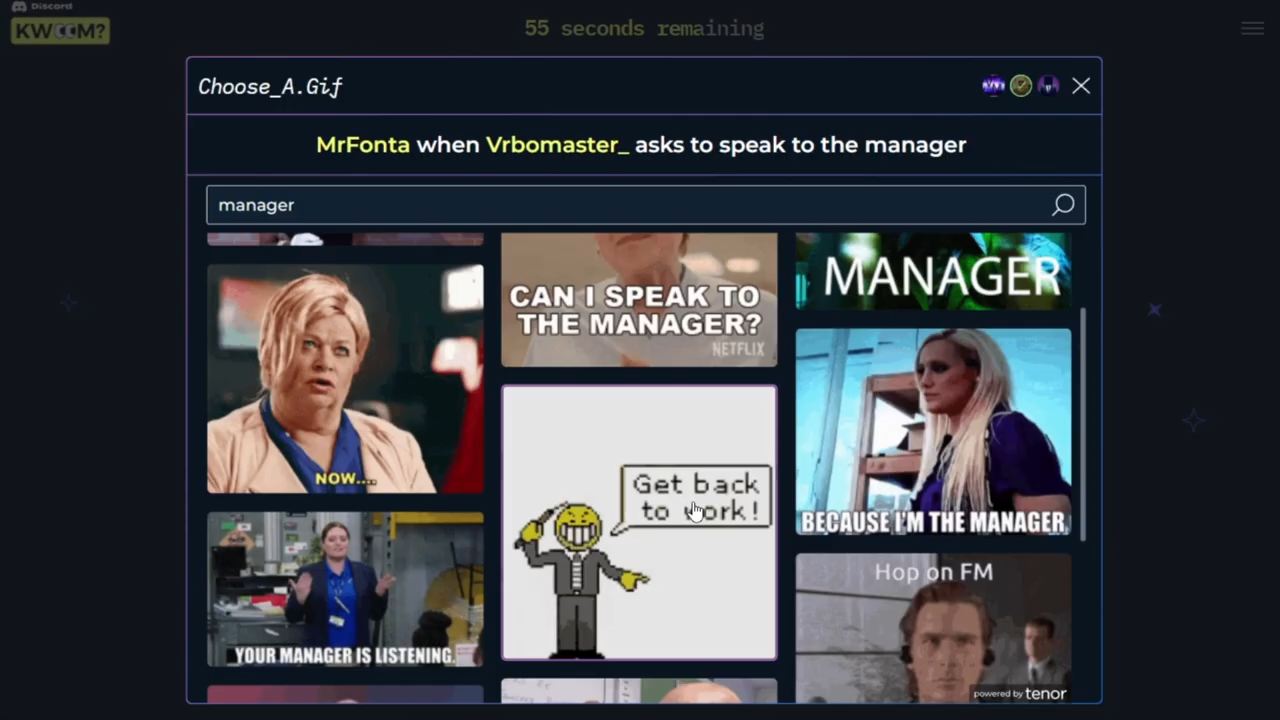 Discord
KWOOM?
55 seconds remaining
Choose_A.Gif
MrFonta when Vrbomaster_ asks to speak to the manager
manager
NOW....
YOUR MANAGER IS LISTENING.
CAN I SPEAK TO
THE MANAGER?
NETFLIX
Get back
to work!
MANAGER
BECAUSE I'M THE MANAGER.
Hop on FM
powered by tenor